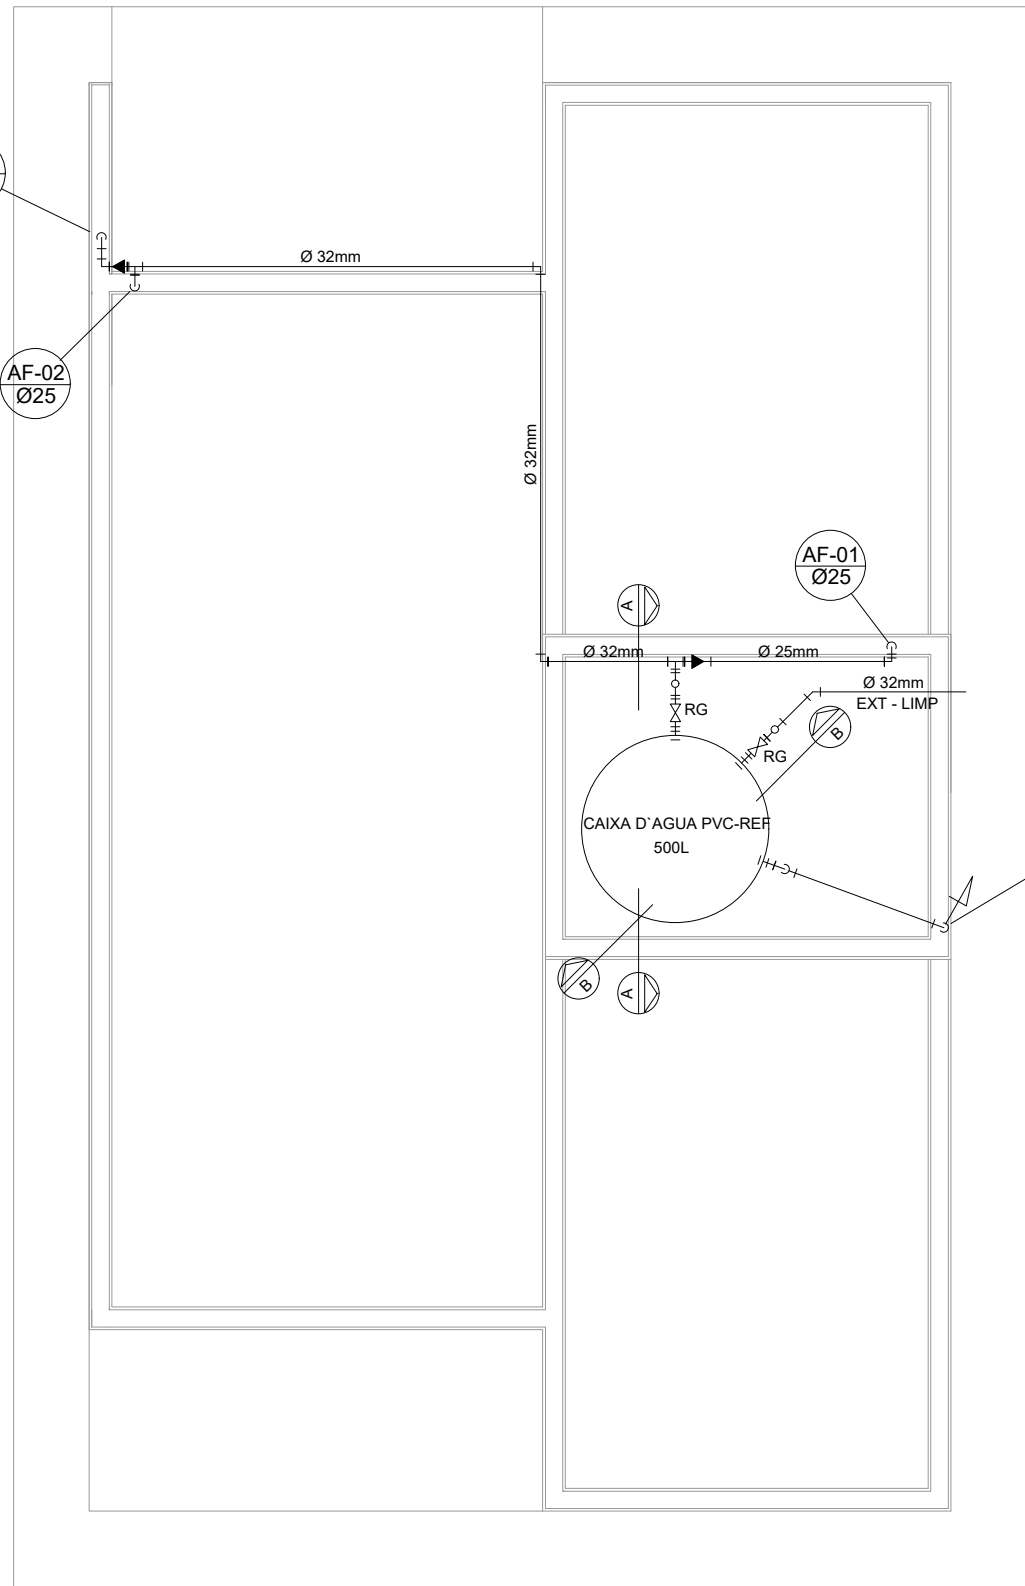 Ø 32mm
AF-02
Ø25
Ø 32mm
AF-01
Ø25
A
Ø 32mm
Ø 25mm
Ø 32mm
EXT - LIMP
RG
B
RG
CAIXA D`AGUA PVC-REF
500L
B
A